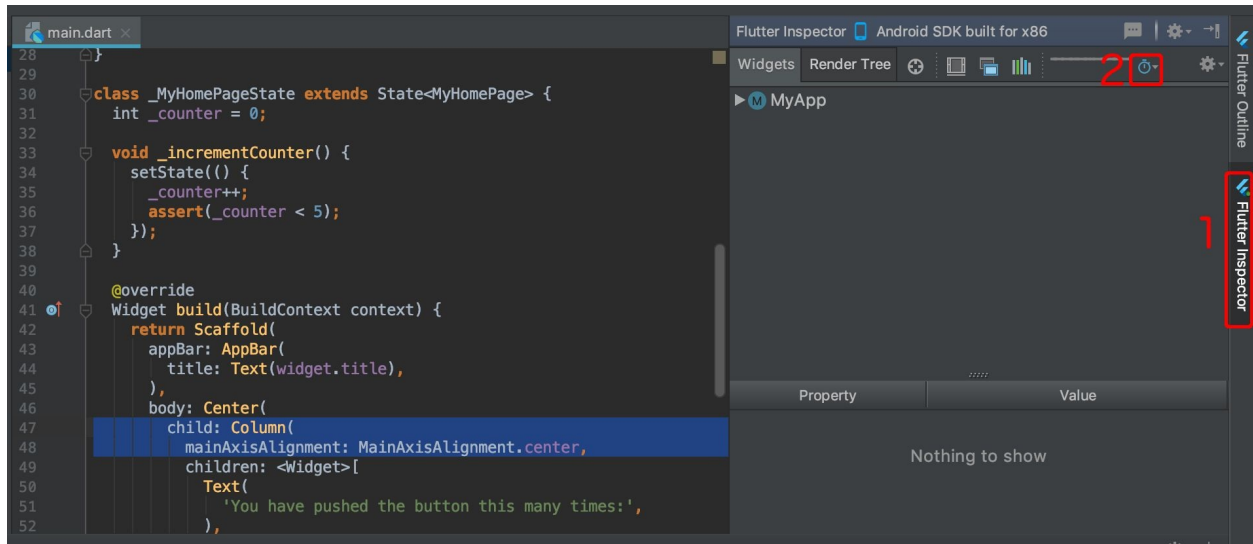 main.dart
28 }
29
30 class _MyHomePageState extends State<MyHomePage> {
31 int _counter = 0;
32
33 void _incrementCounter() {
34 setState(() {
35 _counter++;
36 assert(_counter < 5);
37 });
38 }
39
40 @override
41 Widget build(BuildContext context) {
42 return Scaffold(
43 appBar: AppBar(
44 title: Text(widget.title),
45 ),
46 body: Center(
47 child: Column(
48 mainAxisAlignment: MainAxisAlignment.center,
49 children: <Widget>[
50 Text(
51 'You have pushed the button this many times:',
52 ),
Flutter Inspector Android SDK built for x86
Widgets Render Tree 2
M MyApp
Property Value
Nothing to show
Flutter Outline
1 Flutter Inspector